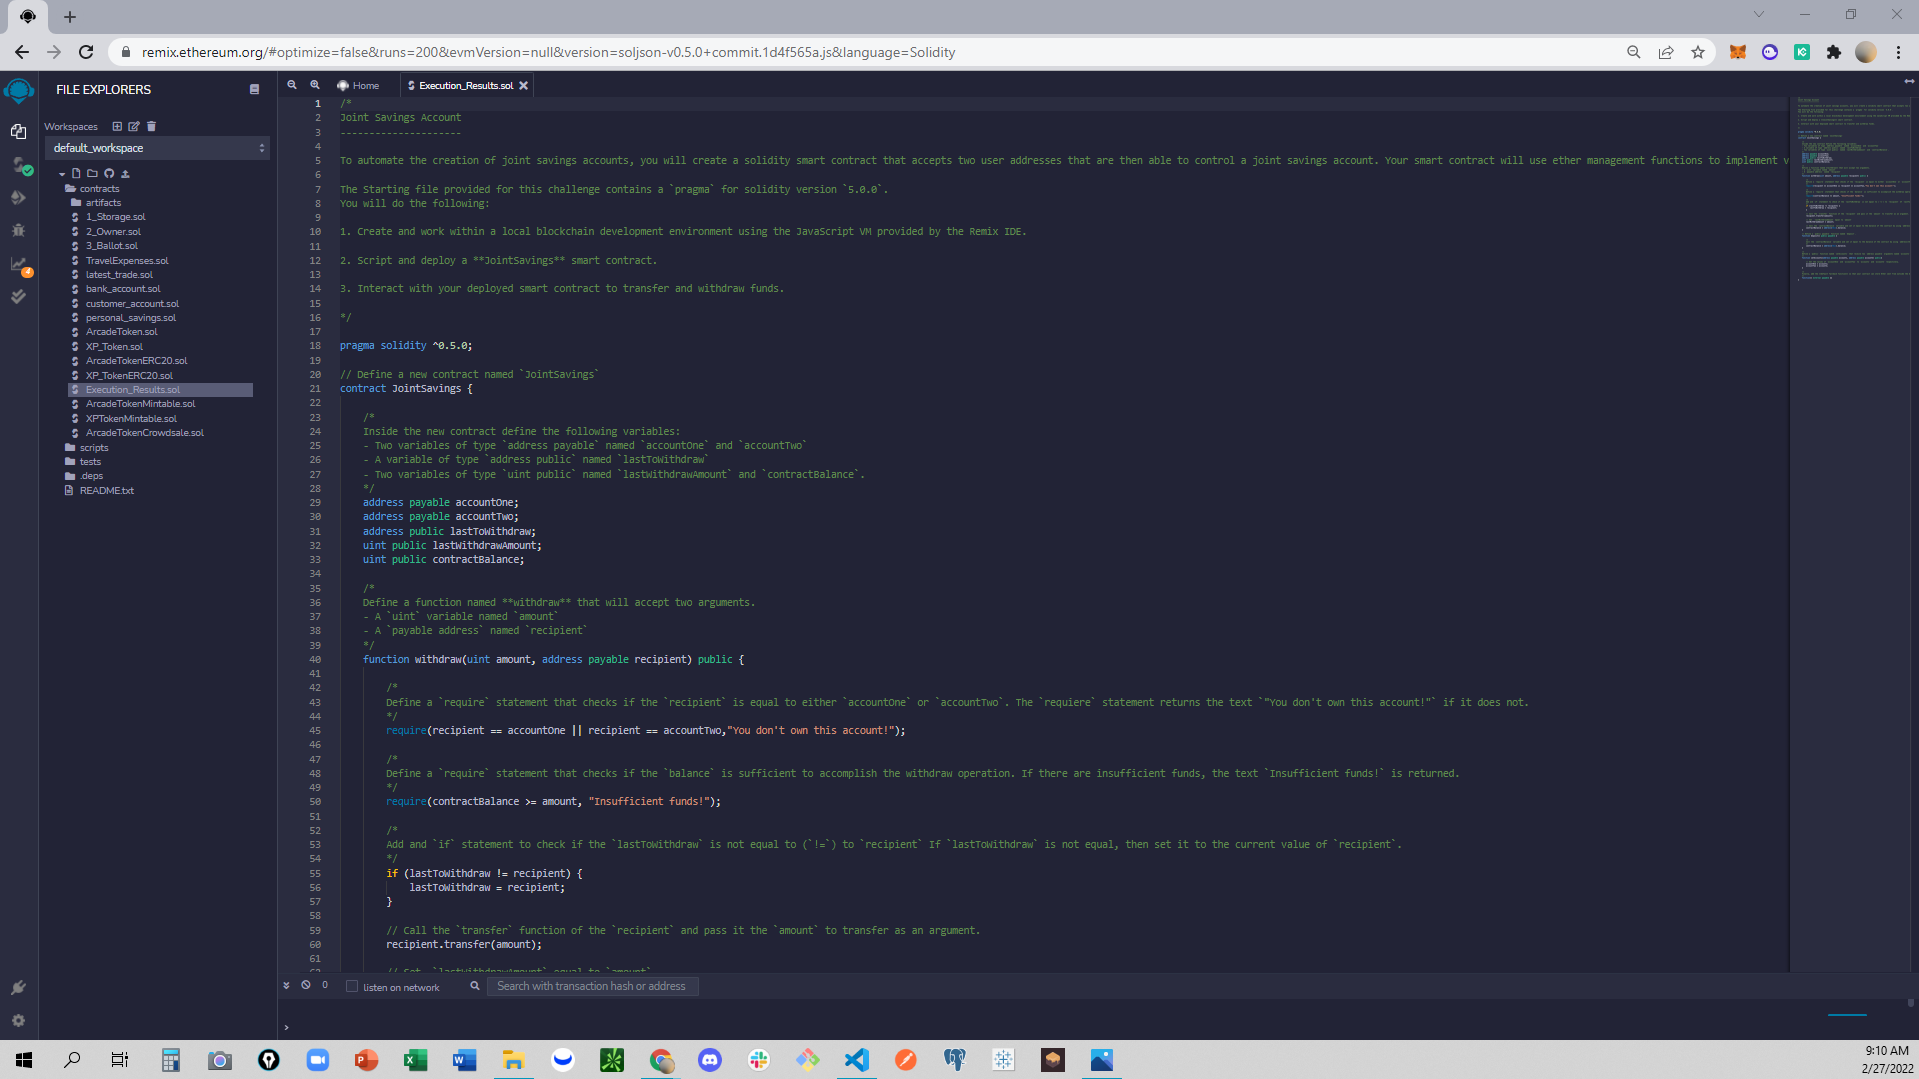 remix.ethereum.org/#optimize=false&runs=200&evmVersion=null&version=soljson-v0.5.0+commit.1d4f565a.js&language=Solidity
FILE EXPLORERS
Workspaces
default_workspace
contracts
artifacts
1_Storage.sol
2_Owner.sol
3_Ballot.sol
TravelExpenses.sol
latest_trade.sol
bank_account.sol
customer_account.sol
personal_savings.sol
ArcadeToken.sol
XP_Token.sol
ArcadeTokenERC20.sol
XP_TokenERC20.sol
Execution_Results.sol
ArcadeTokenMintable.sol
XPTokenMintable.sol
ArcadeTokenCrowdsale.sol
scripts
tests
.deps
README.txt
Home
Execution_Results.sol
1 /*
2 Joint Savings Account
3 ---------------------
4
5 To automate the creation of joint savings accounts, you will create a solidity smart contract that accepts two user addresses that are then able to control a joint savings account. Your smart contract will use ether management functions to implement v
6
7 The Starting file provided for this challenge contains a `pragma` for solidity version `5.0.0`.
8 You will do the following:
9
10 1. Create and work within a local blockchain development environment using the JavaScript VM provided by the Remix IDE.
11
12 2. Script and deploy a **JointSavings** smart contract.
13
14 3. Interact with your deployed smart contract to transfer and withdraw funds.
15
16 */
17
18 pragma solidity ^0.5.0;
19
20 // Define a new contract named `JointSavings`
21 contract JointSavings {
22
23 /*
24 Inside the new contract define the following variables:
25 - Two variables of type `address payable` named `accountOne` and `accountTwo`
26 - A variable of type `address public` named `lastToWithdraw`
27 - Two variables of type `uint public` named `lastWithdrawAmount` and `contractBalance`.
28 */
29 address payable accountOne;
30 address payable accountTwo;
31 address public lastToWithdraw;
32 uint public lastWithdrawAmount;
33 uint public contractBalance;
34
35 /*
36 Define a function named **withdraw** that will accept two arguments.
37 - A `uint` variable named `amount`
38 - A `payable address` named `recipient`
39 */
40 function withdraw(uint amount, address payable recipient) public {
41
42 /*
43 Define a `require` statement that checks if the `recipient` is equal to either `accountOne` or `accountTwo`. The `requiere` statement returns the text `"You don't own this account!"` if it does not.
44 */
45 require(recipient == accountOne || recipient == accountTwo,"You don't own this account!");
46
47 /*
48 Define a `require` statement that checks if the `balance` is sufficient to accomplish the withdraw operation. If there are insufficient funds, the text `Insufficient funds!` is returned.
49 */
50 require(contractBalance >= amount, "Insufficient funds!");
51
52 /*
53 Add and `if` statement to check if the `lastToWithdraw` is not equal to (`!=`) to `recipient` If `lastToWithdraw` is not equal, then set it to the current value of `recipient`.
54 */
55 if (lastToWithdraw != recipient) {
56 lastToWithdraw = recipient;
57 }
58
59 // Call the `transfer` function of the `recipient` and pass it the `amount` to transfer as an argument.
60 recipient.transfer(amount);
61
62 // Set `lastWithdrawAmount` equal to `amount`
0
listen on network
Search with transaction hash or address
>
9:10 AM
2/27/2022